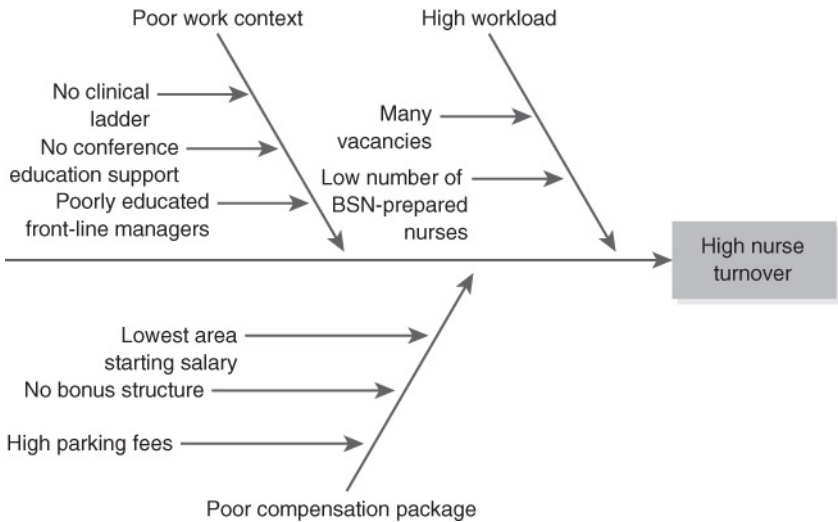 Poor work context
High workload
No clinical
ladder
No conference
education support
Poorly educated
front-line managers
Many
vacancies
Low number of
BSN-prepared
nurses
High nurse
turnover
Lowest area
starting salary
No bonus structure
High parking fees
Poor compensation package